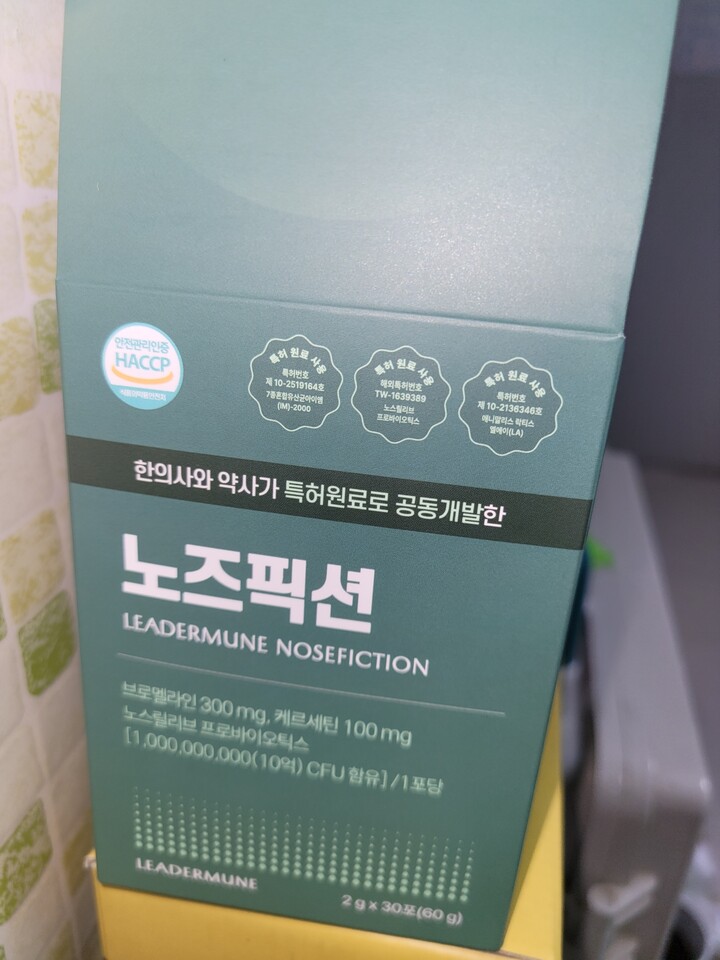 안전관리인증
HACCP
식품의약품안전처
특허 원료 사용
특허번호
제 10-2519164호
7종혼합유산균아이엠
(IM)-2000
특허 원료 사용
해외특허번호
TW-1639389
노스릴리브
프로바이오틱스
특허 원료 사용
특허번호
제 10-2136346호
애니말리스 락티스
엘에이(LA)
한의사와 약사가 특허원료로 공동개발한
노즈픽션
LEADERMUNE NOSEFICTION
브로멜라인 300 mg, 케르세틴 100 mg
노스릴리브 프로바이오틱스
[1,000,000,000(10억) CFU 함유] /1포당
LEADERMUNE
2 g x 30포(60 g)